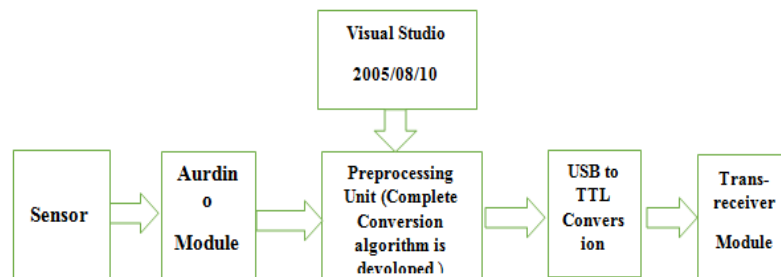 Visual Studio
2005/08/10
Sensor
Aurdin
o
Module
Preprocessing
Unit (Complete
Conversion
algorithm is
devoloped )
USB to
TTL
Convers
ion
Trans-
receiver
Module